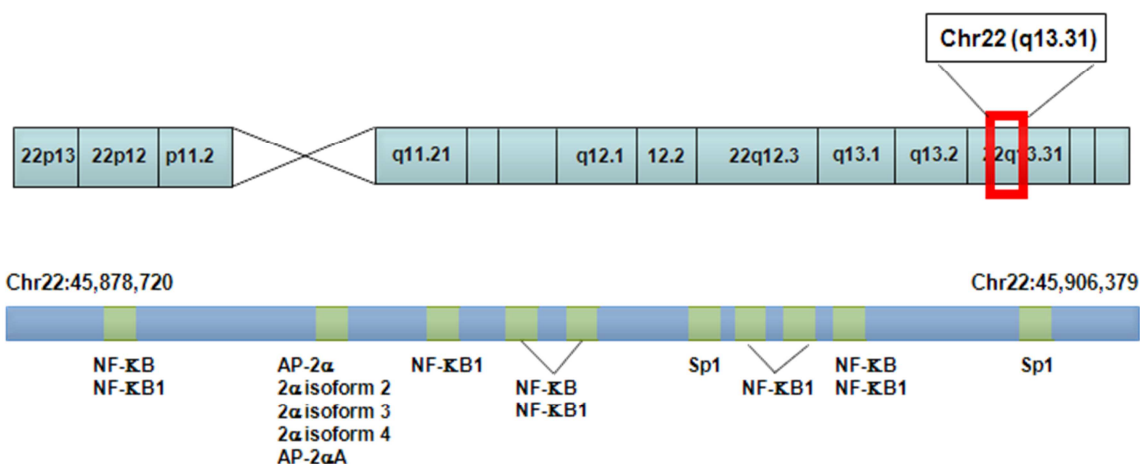 Chr22 (q13.31)
22p13 22p12 p11.2 q11.21 q12.1 12.2 22q12.3 q13.1 q13.2 22q13.31
Chr22:45,878,720 Chr22:45,906,379
NF-κB AP-2α NF-κB1 Sp1 NF-κB Sp1
NF-κB1 2α isoform 2 NF-κB NF-κB1 NF-κB1
2α isoform 3 NF-κB1
2α isoform 4
AP-2αA